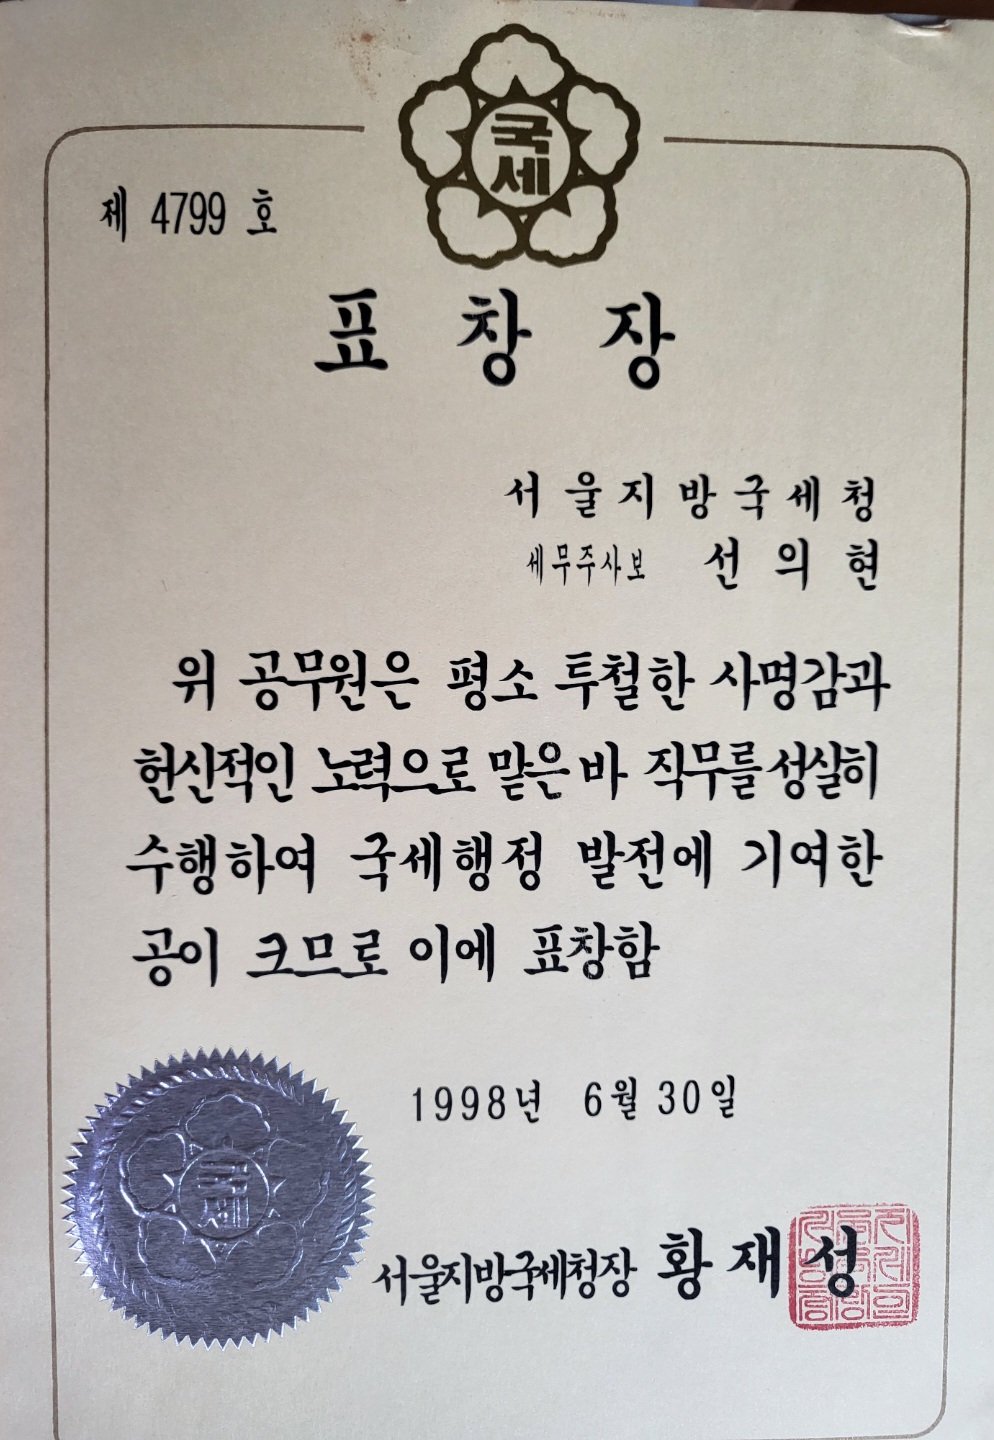 국
세
제 4799 호
표 창 장
서울지방국세청
세무주사보 선 의 현
위 공무원은 평소 투철한 사명감과
헌신적인 노력으로 맡은 바 직무를 성실히
수행하여 국세행정 발전에 기여한
공이 크므로 이에 표창함
1998년 6월 30일
국
세
서울지방국세청장 황 재 성